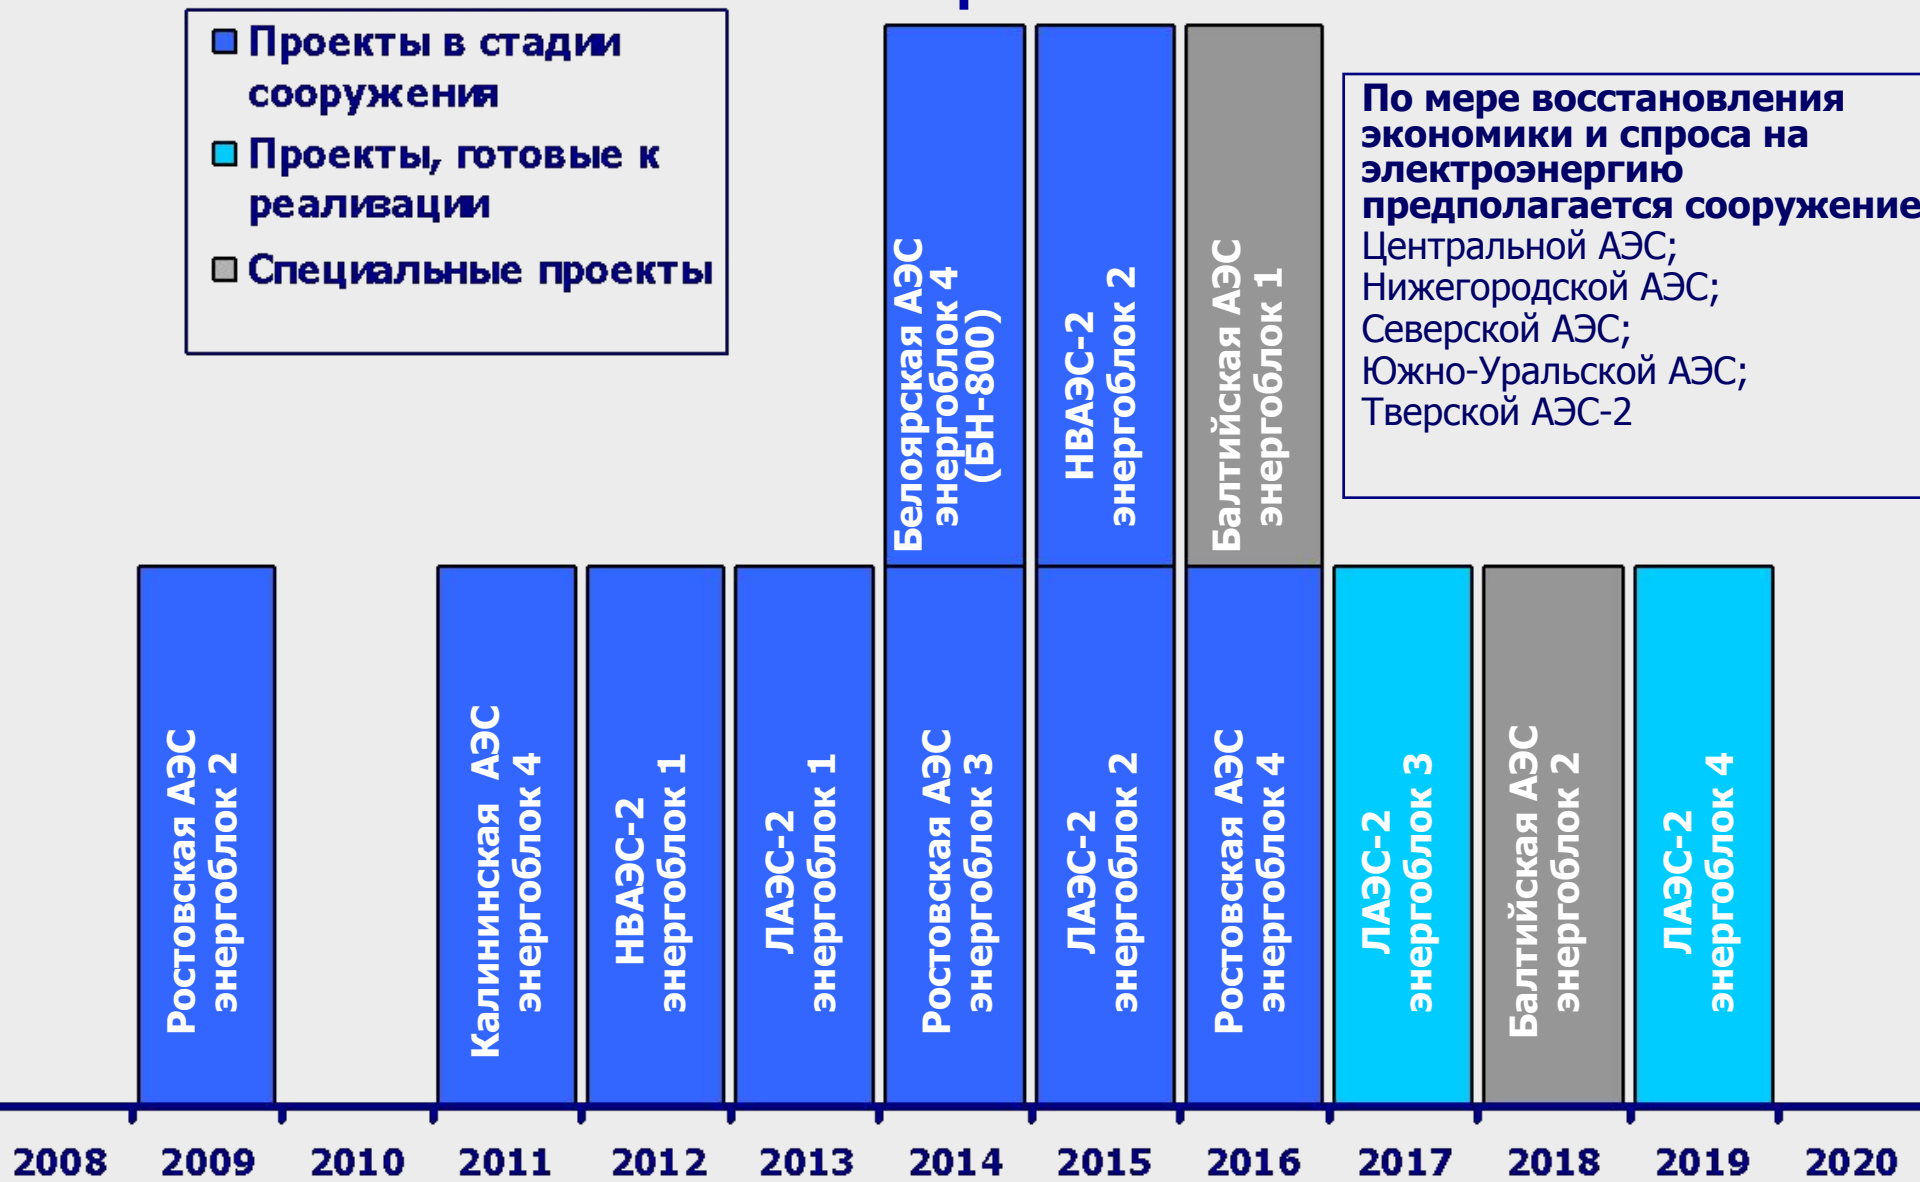 Проекты в стадии
сооружения
Проекты, готовые к
реализации
Специальные проекты
По мере восстановления
экономики и спроса на
электроэнергию
предполагается сооружение
Центральной АЭС;
Нижегородской АЭС;
Северской АЭС;
Южно-Уральской АЭС;
Тверской АЭС-2
Белоярская АЭС
энергоблок 4
(БН-800)
НВАЭС-2
энергоблок 2
Балтийская АЭС
энергоблок 1
Ростовская АЭС
энергоблок 2
Калининская АЭС
энергоблок 4
НВАЭС-2
энергоблок 1
ЛАЭС-2
энергоблок 1
Ростовская АЭС
энергоблок 3
ЛАЭС-2
энергоблок 2
Ростовская АЭС
энергоблок 4
ЛАЭС-2
энергоблок 3
Балтийская АЭС
энергоблок 2
ЛАЭС-2
энергоблок 4
2008 2009 2010 2011 2012 2013 2014 2015 2016 2017 2018 2019 2020